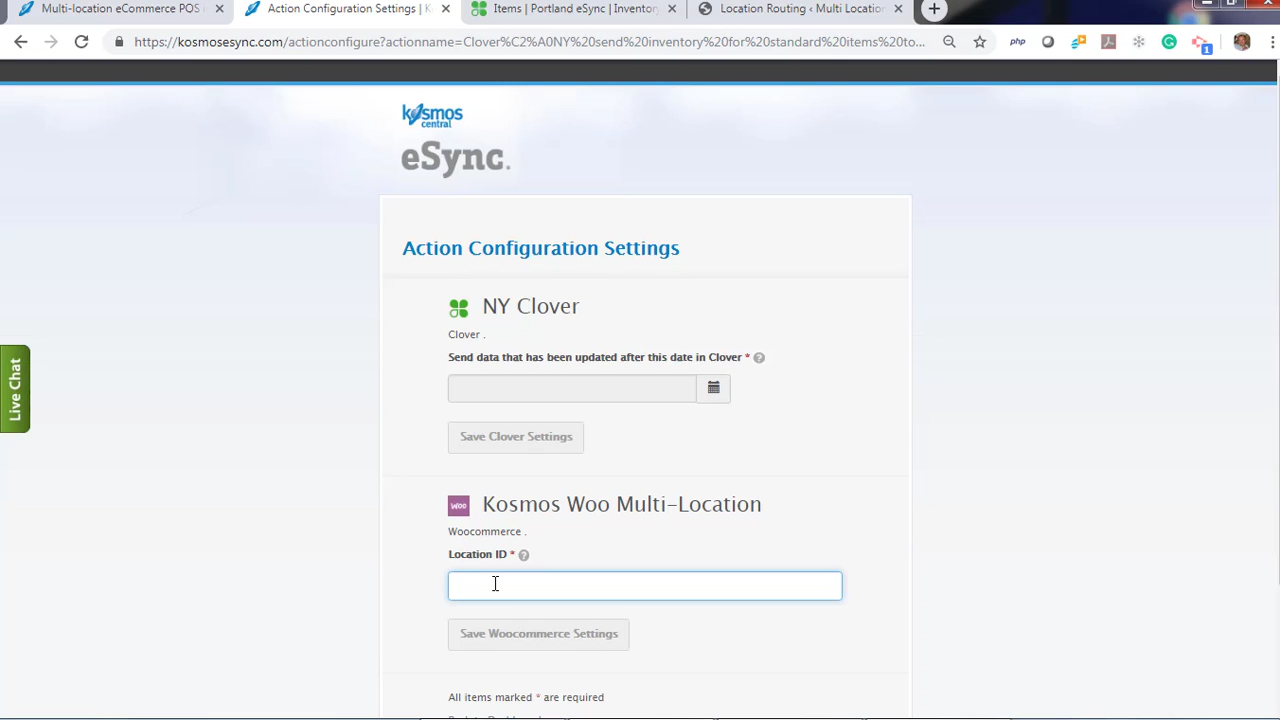 Multi-location eCommerce POS
Action Configuration Settings | K
Items | Portland eSync | Inventor
Location Routing ‹ Multi Location
https://kosmosesync.com/actionconfigure?actionname=Clover%C2%A0NY%20send%20inventory%20for%20standard%20items%20to...
php
1
kosmos
central
eSync.
Action Configuration Settings
NY Clover
Clover .
Send data that has been updated after this date in Clover * ?
Save Clover Settings
Live Chat
Woo
Kosmos Woo Multi-Location
Woocommerce .
Location ID * ?
Save Woocommerce Settings
All items marked * are required